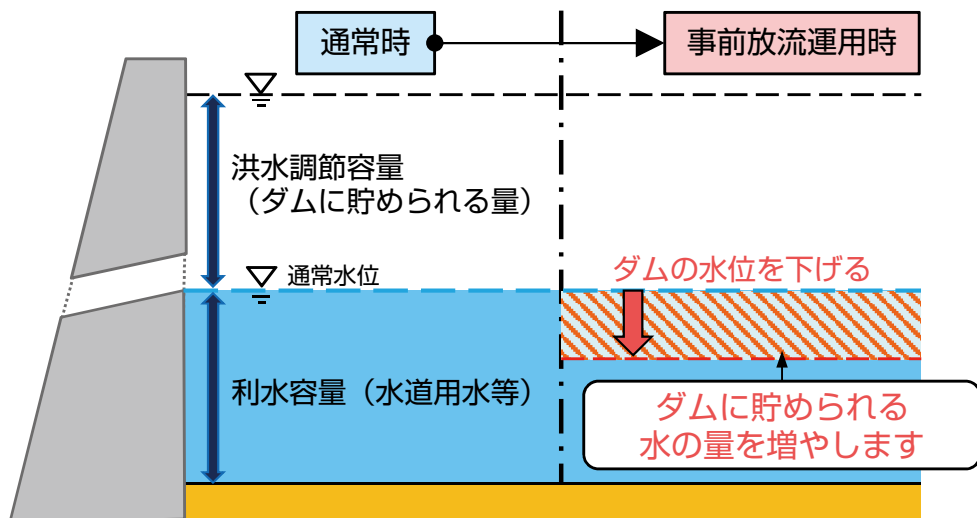 通常時
事前放流運用時
洪水調節容量
（ダムに貯められる量）
通常水位
ダムの水位を下げる
利水容量（水道用水等）
ダムに貯められる
水の量を増やします